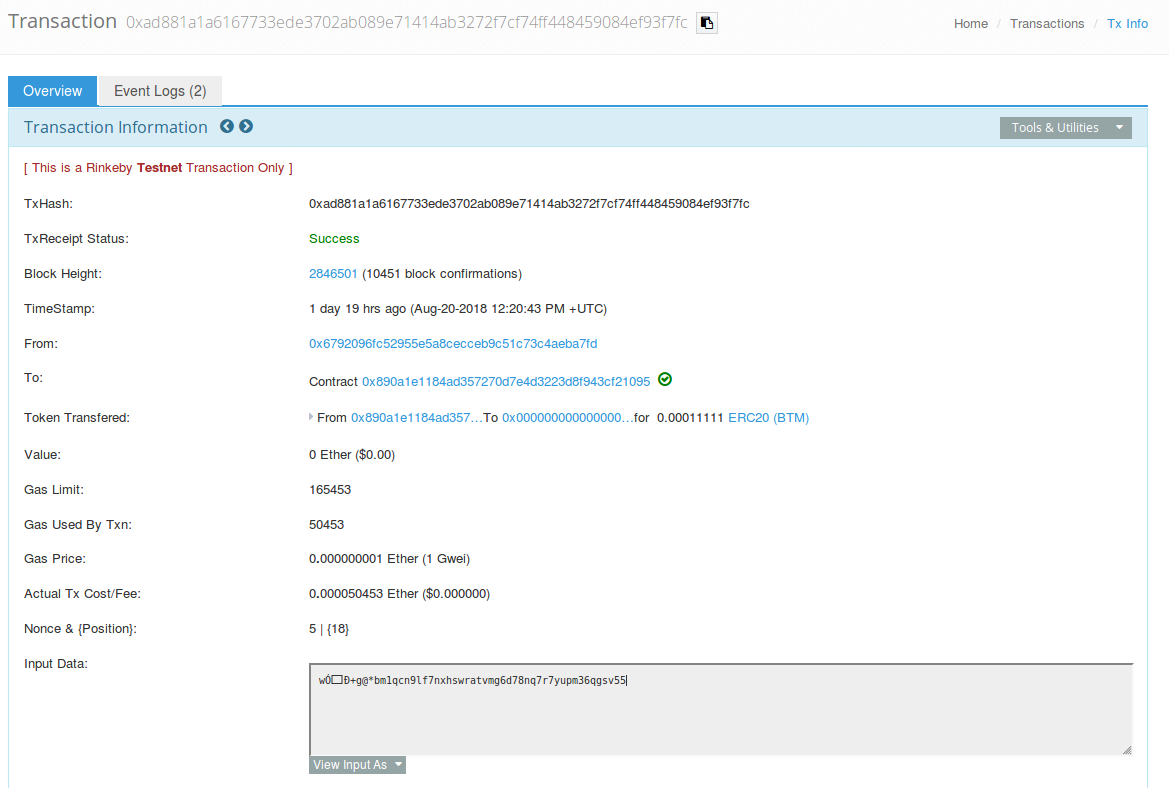 Transaction 0xad881a1a6167733ede3702ab089e71414ab3272f7cf74ff448459084ef93f7fc Home / Transactions / Tx Info
Overview Event Logs (2)
Transaction Information Tools & Utilities
[ This is a Rinkeby Testnet Transaction Only ]
TxHash: 0xad881a1a6167733ede3702ab089e71414ab3272f7cf74ff448459084ef93f7fc
TxReceipt Status: Success
Block Height: 2846501 (10451 block confirmations)
TimeStamp: 1 day 19 hrs ago (Aug-20-2018 12:20:43 PM +UTC)
From: 0x6792096fc52955e5a8cecceb9c51c73c4aeba7fd
To: Contract 0x890a1e1184ad357270d7e4d3223d8f943cf21095
Token Transfered: From 0x890a1e1184ad357...To 0x000000000000000...for 0.00011111 ERC20 (BTM)
Value: 0 Ether ($0.00)
Gas Limit: 165453
Gas Used By Txn: 50453
Gas Price: 0.000000001 Ether (1 Gwei)
Actual Tx Cost/Fee: 0.000050453 Ether ($0.000000)
Nonce & {Position}: 5 | {18}
Input Data:
wÓ□Ð+g@*bm1qcn9lf7nxhswratvmg6d78nq7r7yupm36qgsv55
View Input As